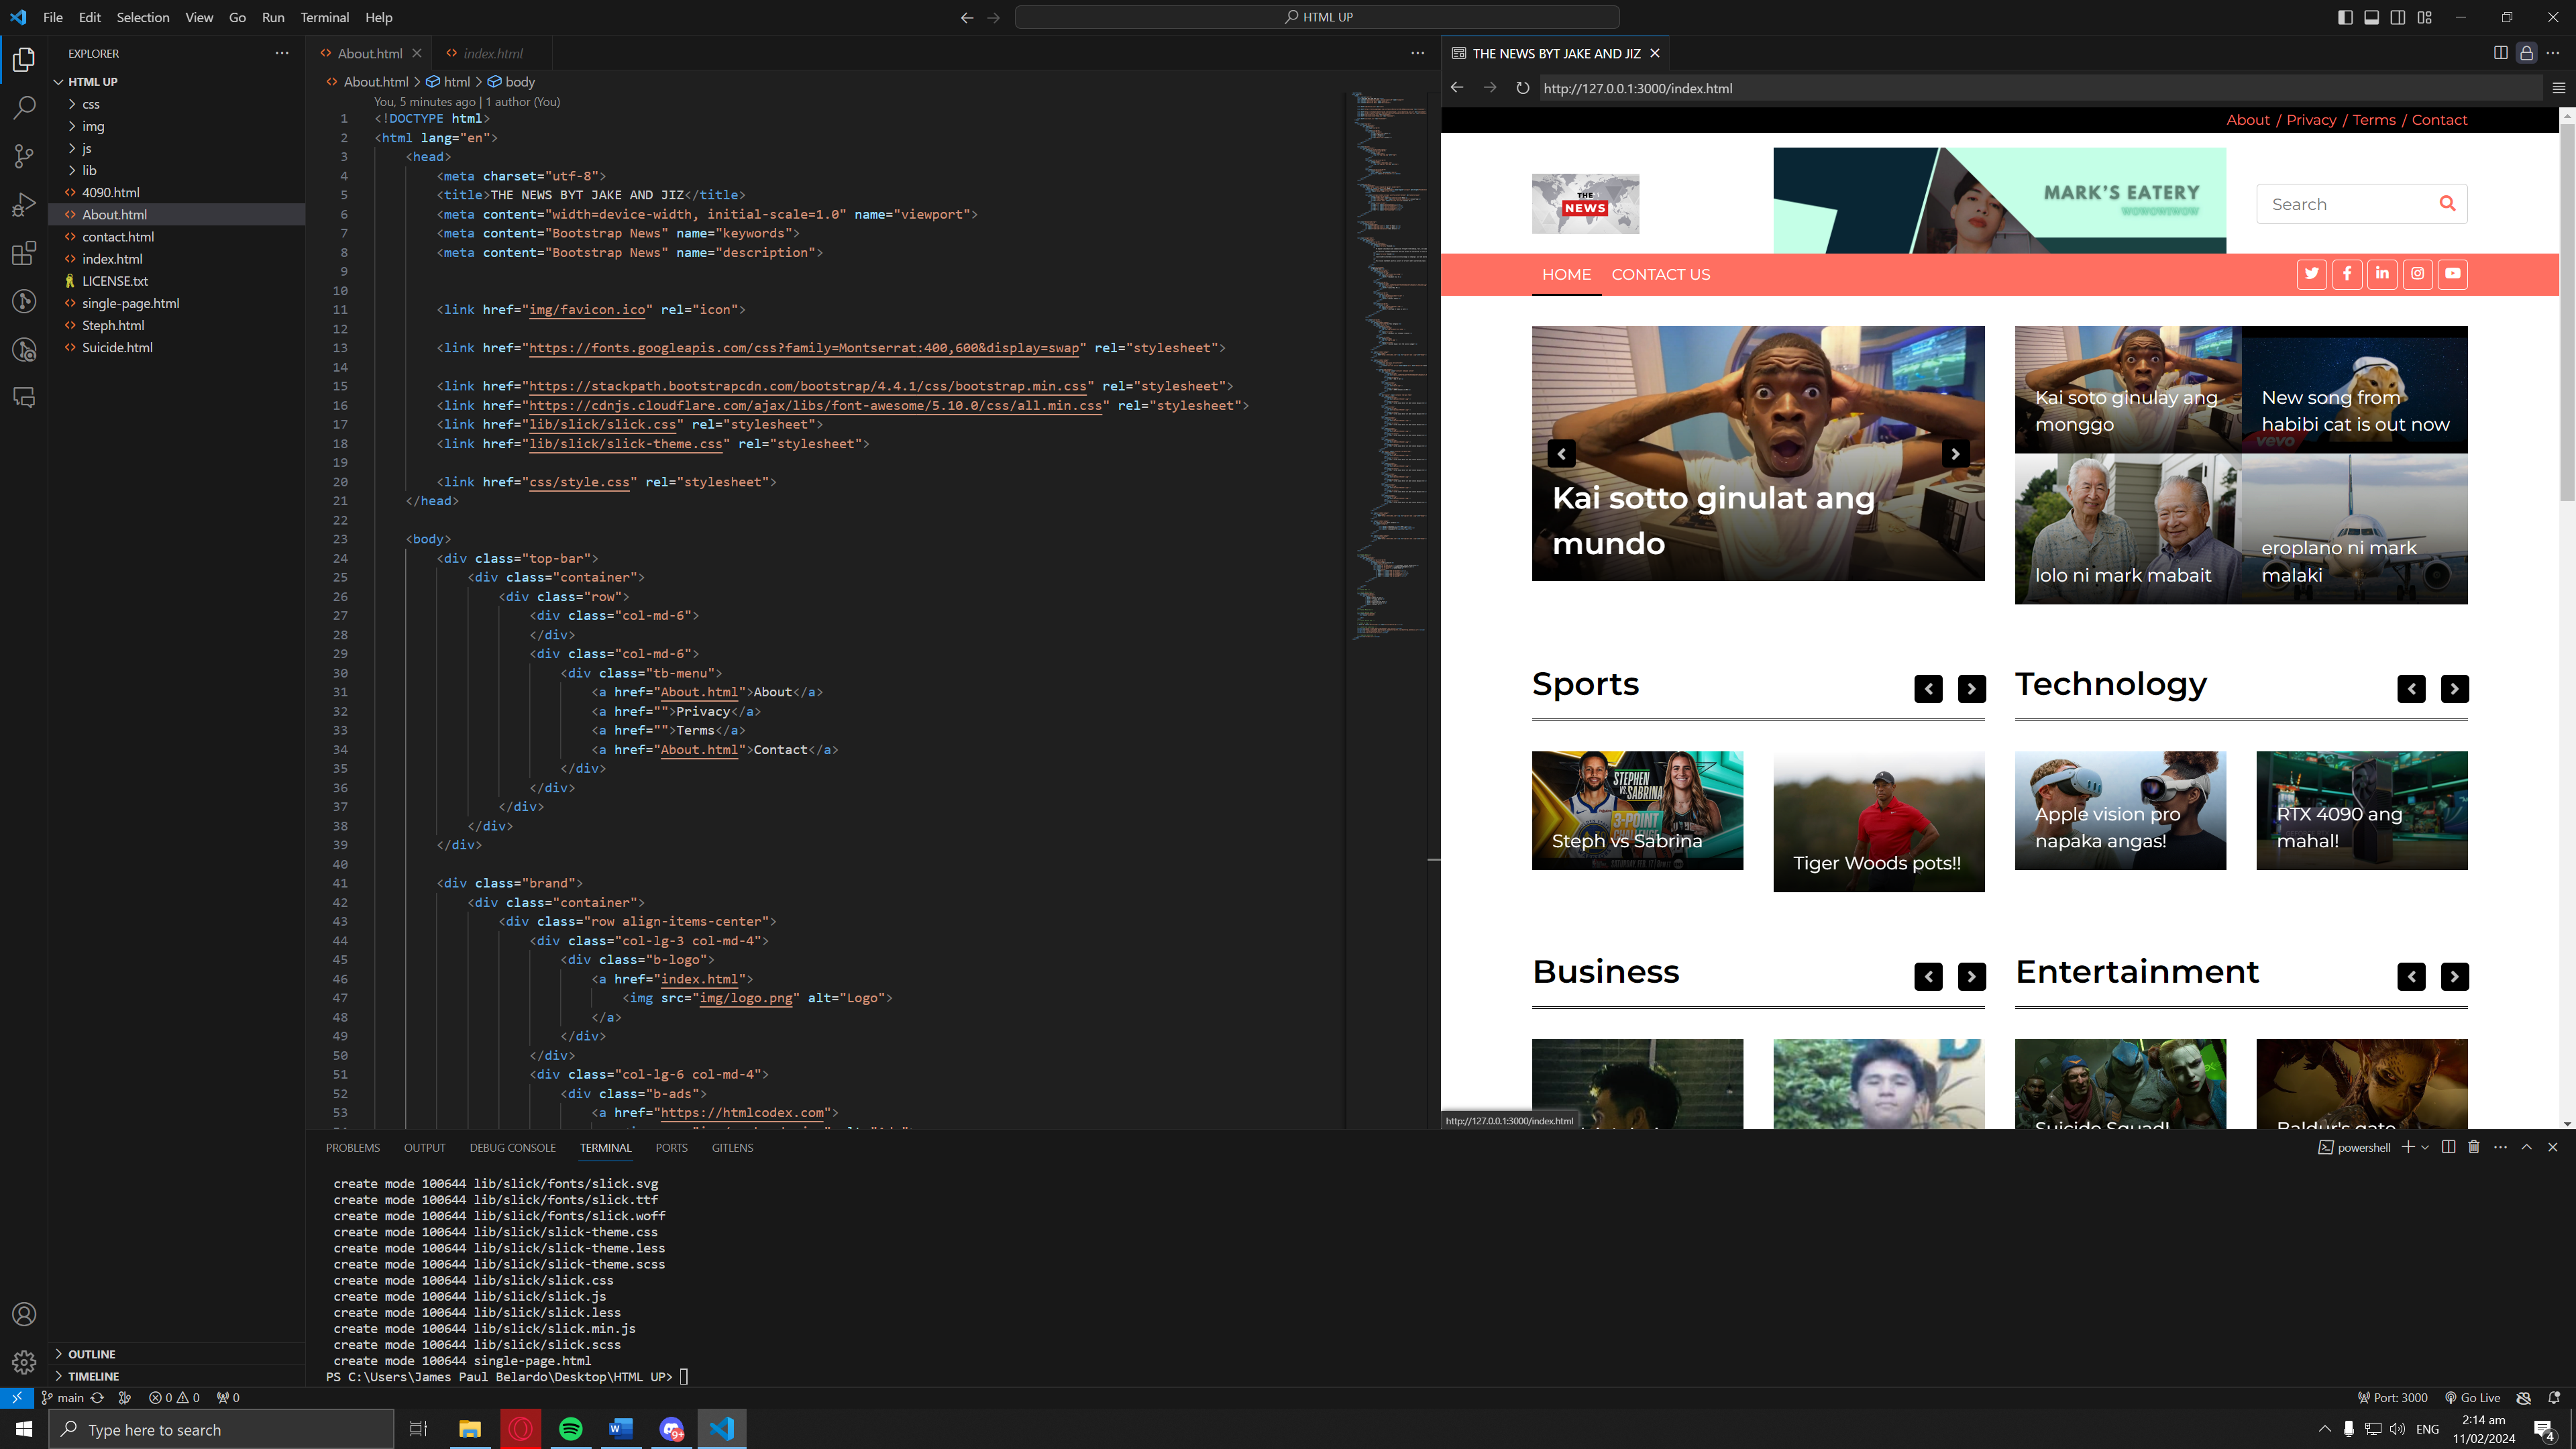 File Edit Selection View Go Run Terminal Help
HTML UP
EXPLORER
HTML UP
css
img
js
lib
4090.html
About.html
contact.html
index.html
LICENSE.txt
single-page.html
Steph.html
Suicide.html
OUTLINE
TIMELINE
About.html
index.html
About.html > html > body
You, 5 minutes ago | 1 author (You)
1 <!DOCTYPE html>
2 <html lang="en">
3 <head>
4 <meta charset="utf-8">
5 <title>THE NEWS BYT JAKE AND JIZ</title>
6 <meta content="width=device-width, initial-scale=1.0" name="viewport">
7 <meta content="Bootstrap News" name="keywords">
8 <meta content="Bootstrap News" name="description">
9
10
11 <link href="img/favicon.ico" rel="icon">
12
13 <link href="https://fonts.googleapis.com/css?family=Montserrat:400,600&display=swap" rel="stylesheet">
14
15 <link href="https://stackpath.bootstrapcdn.com/bootstrap/4.4.1/css/bootstrap.min.css" rel="stylesheet">
16 <link href="https://cdnjs.cloudflare.com/ajax/libs/font-awesome/5.10.0/css/all.min.css" rel="stylesheet">
17 <link href="lib/slick/slick.css" rel="stylesheet">
18 <link href="lib/slick/slick-theme.css" rel="stylesheet">
19
20 <link href="css/style.css" rel="stylesheet">
21 </head>
22
23 <body>
24 <div class="top-bar">
25 <div class="container">
26 <div class="row">
27 <div class="col-md-6">
28 </div>
29 <div class="col-md-6">
30 <div class="tb-menu">
31 <a href="About.html">About</a>
32 <a href="">Privacy</a>
33 <a href="">Terms</a>
34 <a href="About.html">Contact</a>
35 </div>
36 </div>
37 </div>
38 </div>
39 </div>
40
41 <div class="brand">
42 <div class="container">
43 <div class="row align-items-center">
44 <div class="col-lg-3 col-md-4">
45 <div class="b-logo">
46 <a href="index.html">
47 <img src="img/logo.png" alt="Logo">
48 </a>
49 </div>
50 </div>
51 <div class="col-lg-6 col-md-4">
52 <div class="b-ads">
53 <a href="https://htmlcodex.com">
THE NEWS BYT JAKE AND JIZ
http://127.0.0.1:3000/index.html
About / Privacy / Terms / Contact
THE
NEWS
MARK'S EATERY
Search
HOME CONTACT US
Kai sotto ginulat ang
mundo
Kai soto ginulay ang
monggo
New song from
habibi cat is out now
vevo
lolo ni mark mabait
eroplano ni mark
malaki
Sports
Technology
STEPHEN
VS.
SABRINA
3-POINT
CHALLENGE
Steph vs Sabrina
Tiger Woods pots!!
Apple vision pro
napaka angas!
RTX 4090 ang
mahal!
Business
Entertainment
Suicide Squad!
Baldur's gate
http://127.0.0.1:3000/index.html
PROBLEMS OUTPUT DEBUG CONSOLE TERMINAL PORTS GITLENS
powershell
create mode 100644 lib/slick/fonts/slick.svg
create mode 100644 lib/slick/fonts/slick.ttf
create mode 100644 lib/slick/fonts/slick.woff
create mode 100644 lib/slick/slick-theme.css
create mode 100644 lib/slick/slick-theme.less
create mode 100644 lib/slick/slick-theme.scss
create mode 100644 lib/slick/slick.css
create mode 100644 lib/slick/slick.js
create mode 100644 lib/slick/slick.less
create mode 100644 lib/slick/slick.min.js
create mode 100644 lib/slick/slick.scss
create mode 100644 single-page.html
PS C:\Users\James Paul Belardo\Desktop\HTML UP>
main 0 0 0
Port: 3000 Go Live
Type here to search
9+
ENG
2:14 am
11/02/2024
4